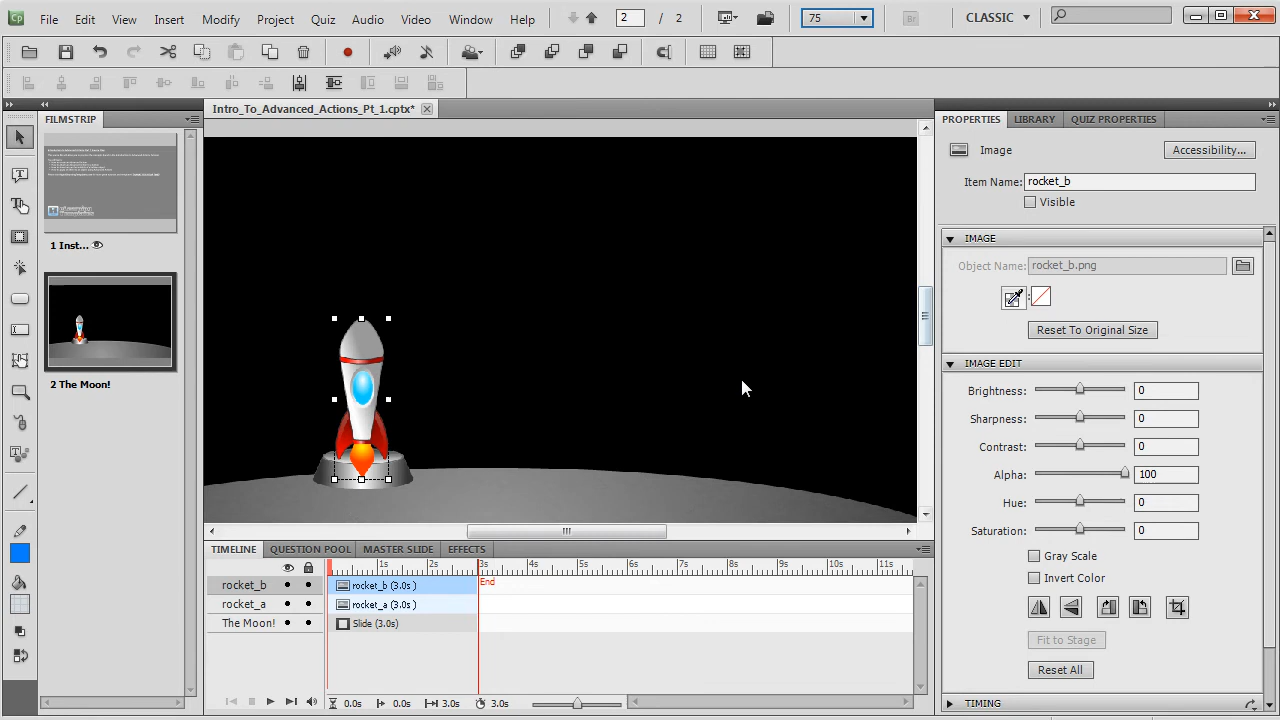 Cp File Edit View Insert Modify Project Quiz Audio Video Window Help 2 / 2 75 Br CLASSIC
Intro_To_Advanced_Actions_Pt_1.cptx*
FILMSTRIP
1 Inst...
2 The Moon!
PROPERTIES LIBRARY QUIZ PROPERTIES
Image Accessibility...
Item Name: rocket_b
Visible
IMAGE
Object Name: rocket_b.png
Reset To Original Size
IMAGE EDIT
Brightness: 0
Sharpness: 0
Contrast: 0
Alpha: 100
Hue: 0
Saturation: 0
Gray Scale
Invert Color
Fit to Stage
Reset All
TIMING
TIMELINE QUESTION POOL MASTER SLIDE EFFECTS
1s 2s 3s 4s 5s 6s 7s 8s 9s 10s 11s
rocket_b rocket_b (3.0s ) End
rocket_a rocket_a (3.0s )
The Moon! Slide (3.0s)
0.0s 0.0s 3.0s 3.0s